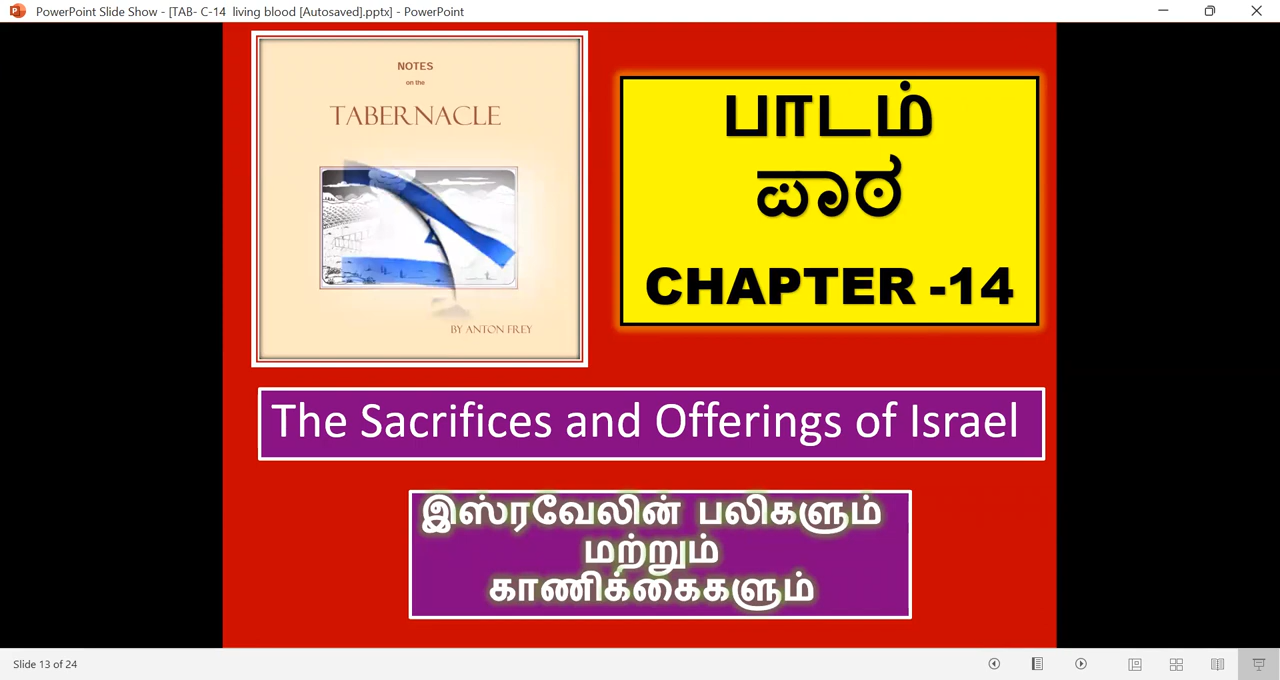 PowerPoint Slide Show - [TAB- C-14  living blood [Autosaved].pptx] - PowerPoint
NOTES
on the
TABERNACLE
BY ANTON FREY
பாடம்
ಪಾಠ
CHAPTER -14
The Sacrifices and Offerings of Israel
இஸ்ரவேலின் பலிகளும்
மற்றும்
காணிக்கைகளும்
Slide 13 of 24